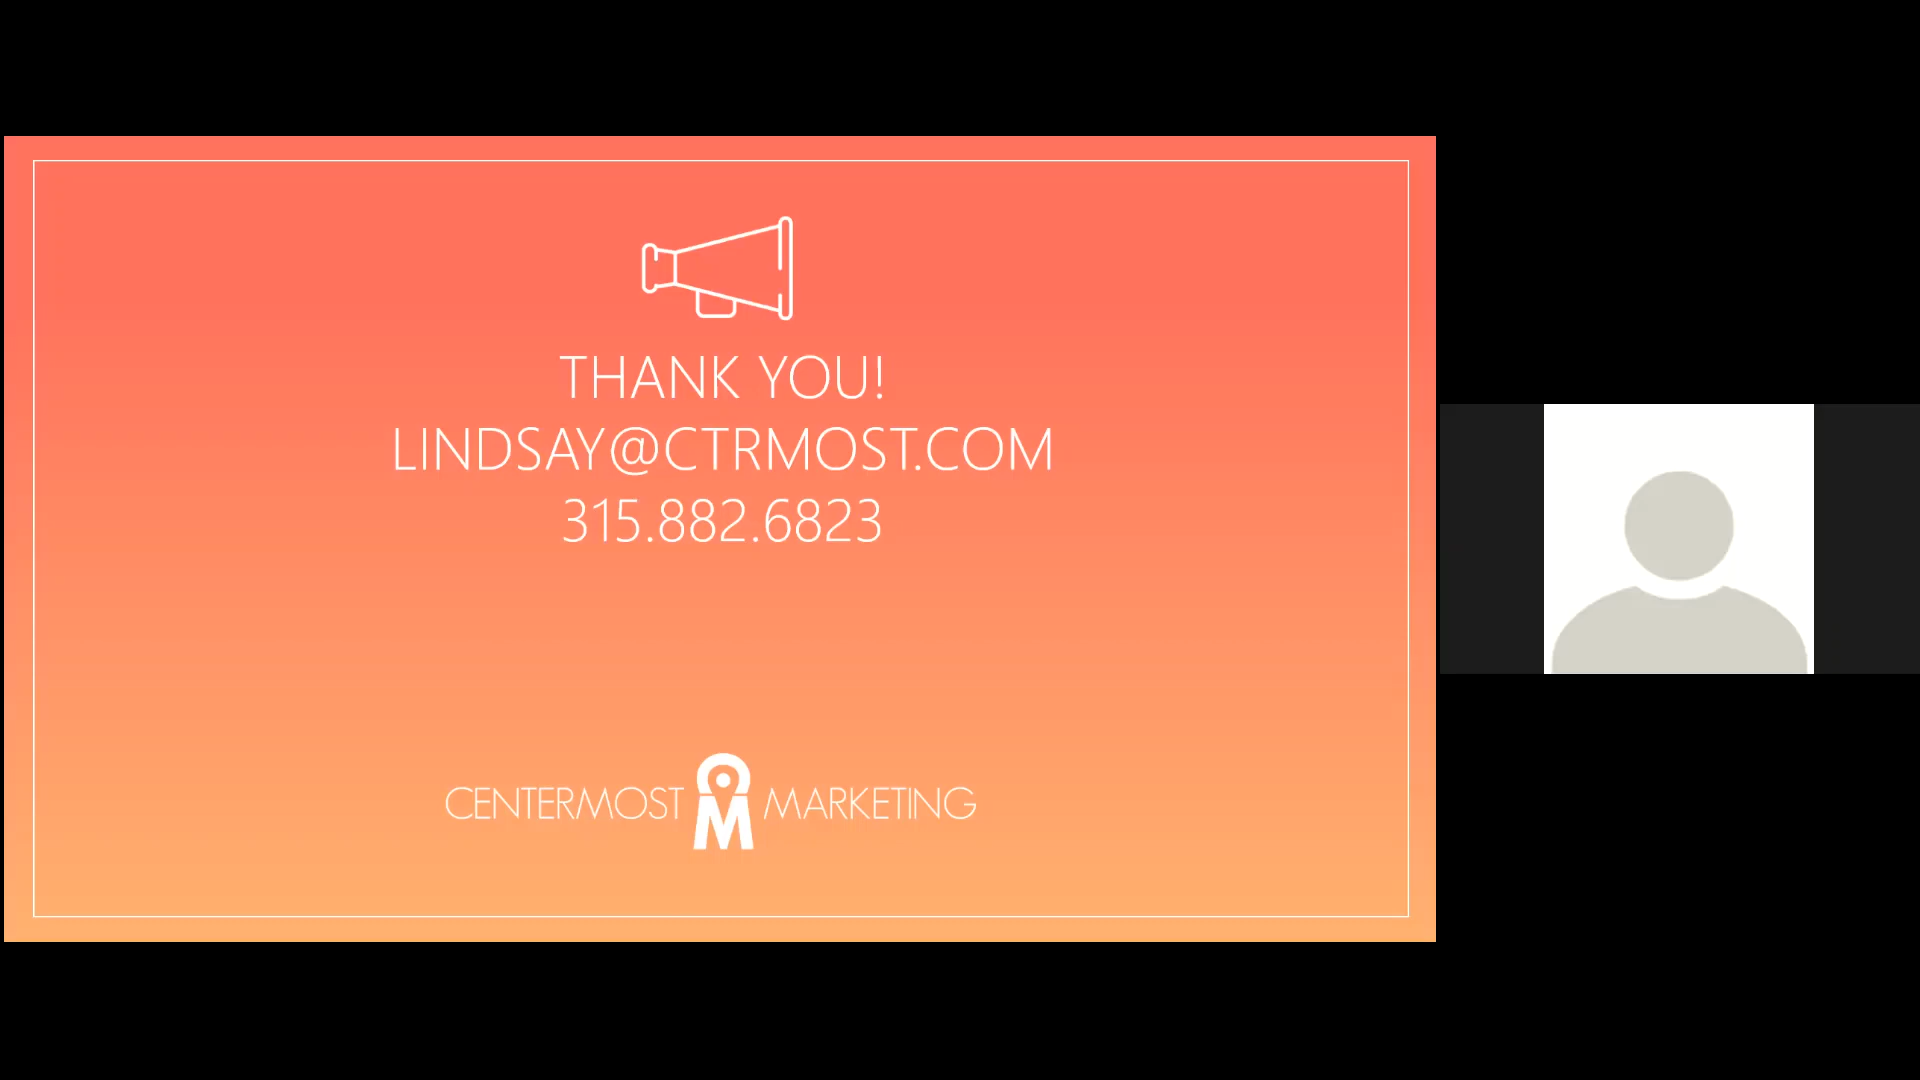 THANK YOU!
LINDSAY@CTRMOST.COM
315.882.6823
CENTERMOST M MARKETING